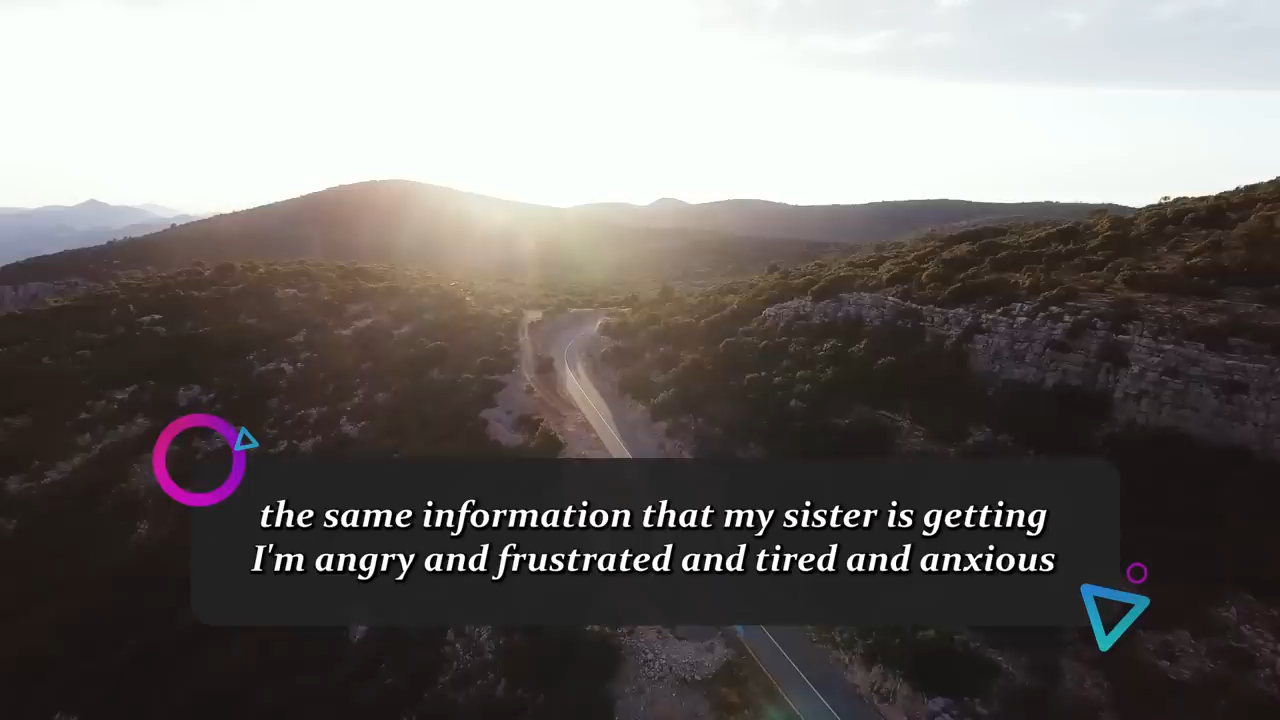 the same information that my sister is getting
I'm angry and frustrated and tired and anxious